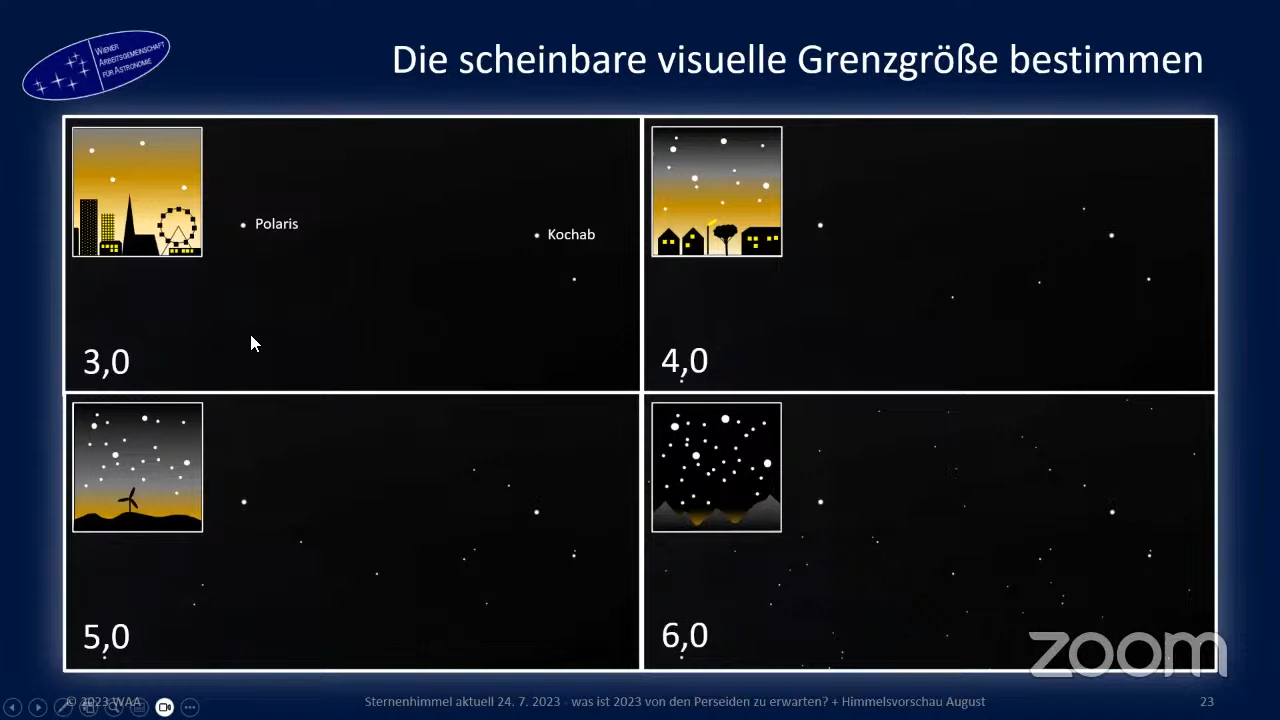 WIENER
ARBEITSGEMEINSCHAFT
FÜR ASTRONOMIE
Die scheinbare visuelle Grenzgröße bestimmen
Polaris
Kochab
3,0
4,0
5,0
6,0
zoom
© 2023 WAA
Sternenhimmel aktuell 24. 7. 2023 - was ist 2023 von den Perseiden zu erwarten? + Himmelsvorschau August
23